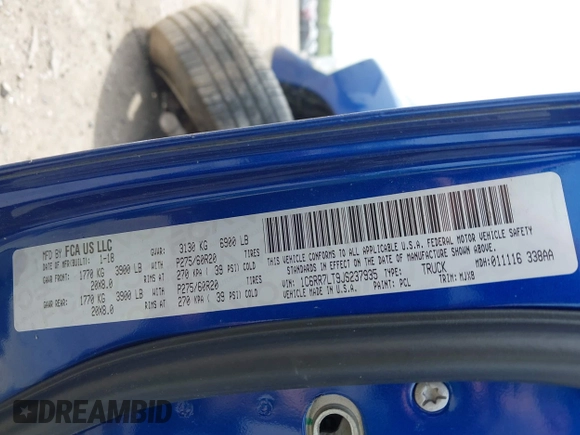 MFD BY FCA US LLC
DATE OF MFR/BUILT: 1-18 GVWR: 3130 KG 6900 LB
GAWR FRONT: 1770 KG 3900 LB WITH P275/60R20 TIRES
20X8.0 RIMS AT 270 KPA ( 39 PSI) COLD
GAWR REAR: 1770 KG 3900 LB WITH P275/60R20 TIRES
20X8.0 RIMS AT 270 KPA ( 39 PSI) COLD
THIS VEHICLE CONFORMS TO ALL APPLICABLE U.S.A. FEDERAL MOTOR VEHICLE SAFETY
STANDARDS IN EFFECT ON THE DATE OF MANUFACTURE SHOWN ABOVE.
VIN: 1C6RR7LT9JS237935 TYPE: TRUCK MDH: 011116 338AA
PAINT: PCL TRIM: MJX8
DREAMBID